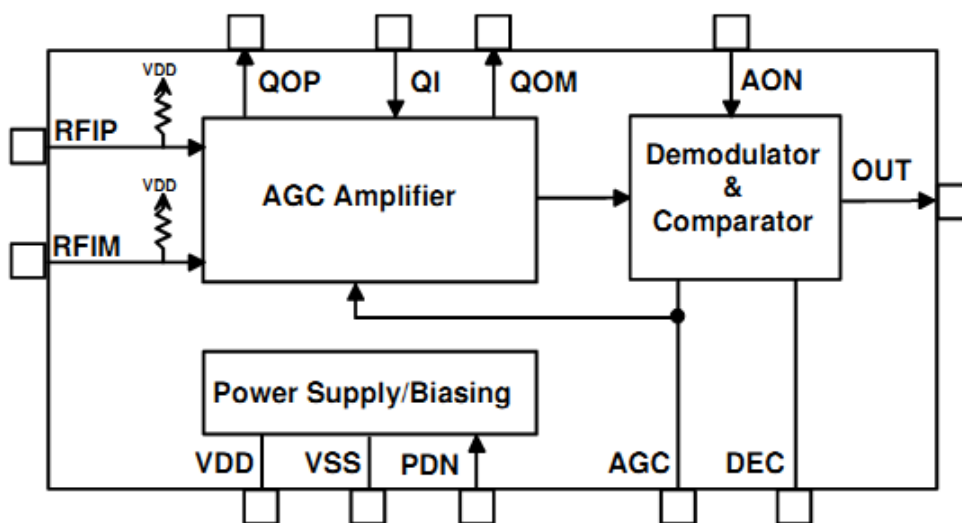 QOP
QI
QOM
AON
VDD
RFIP
VDD
RFIM
AGC Amplifier
Demodulator
&
Comparator
OUT
Power Supply/Biasing
VDD
VSS
PDN
AGC
DEC